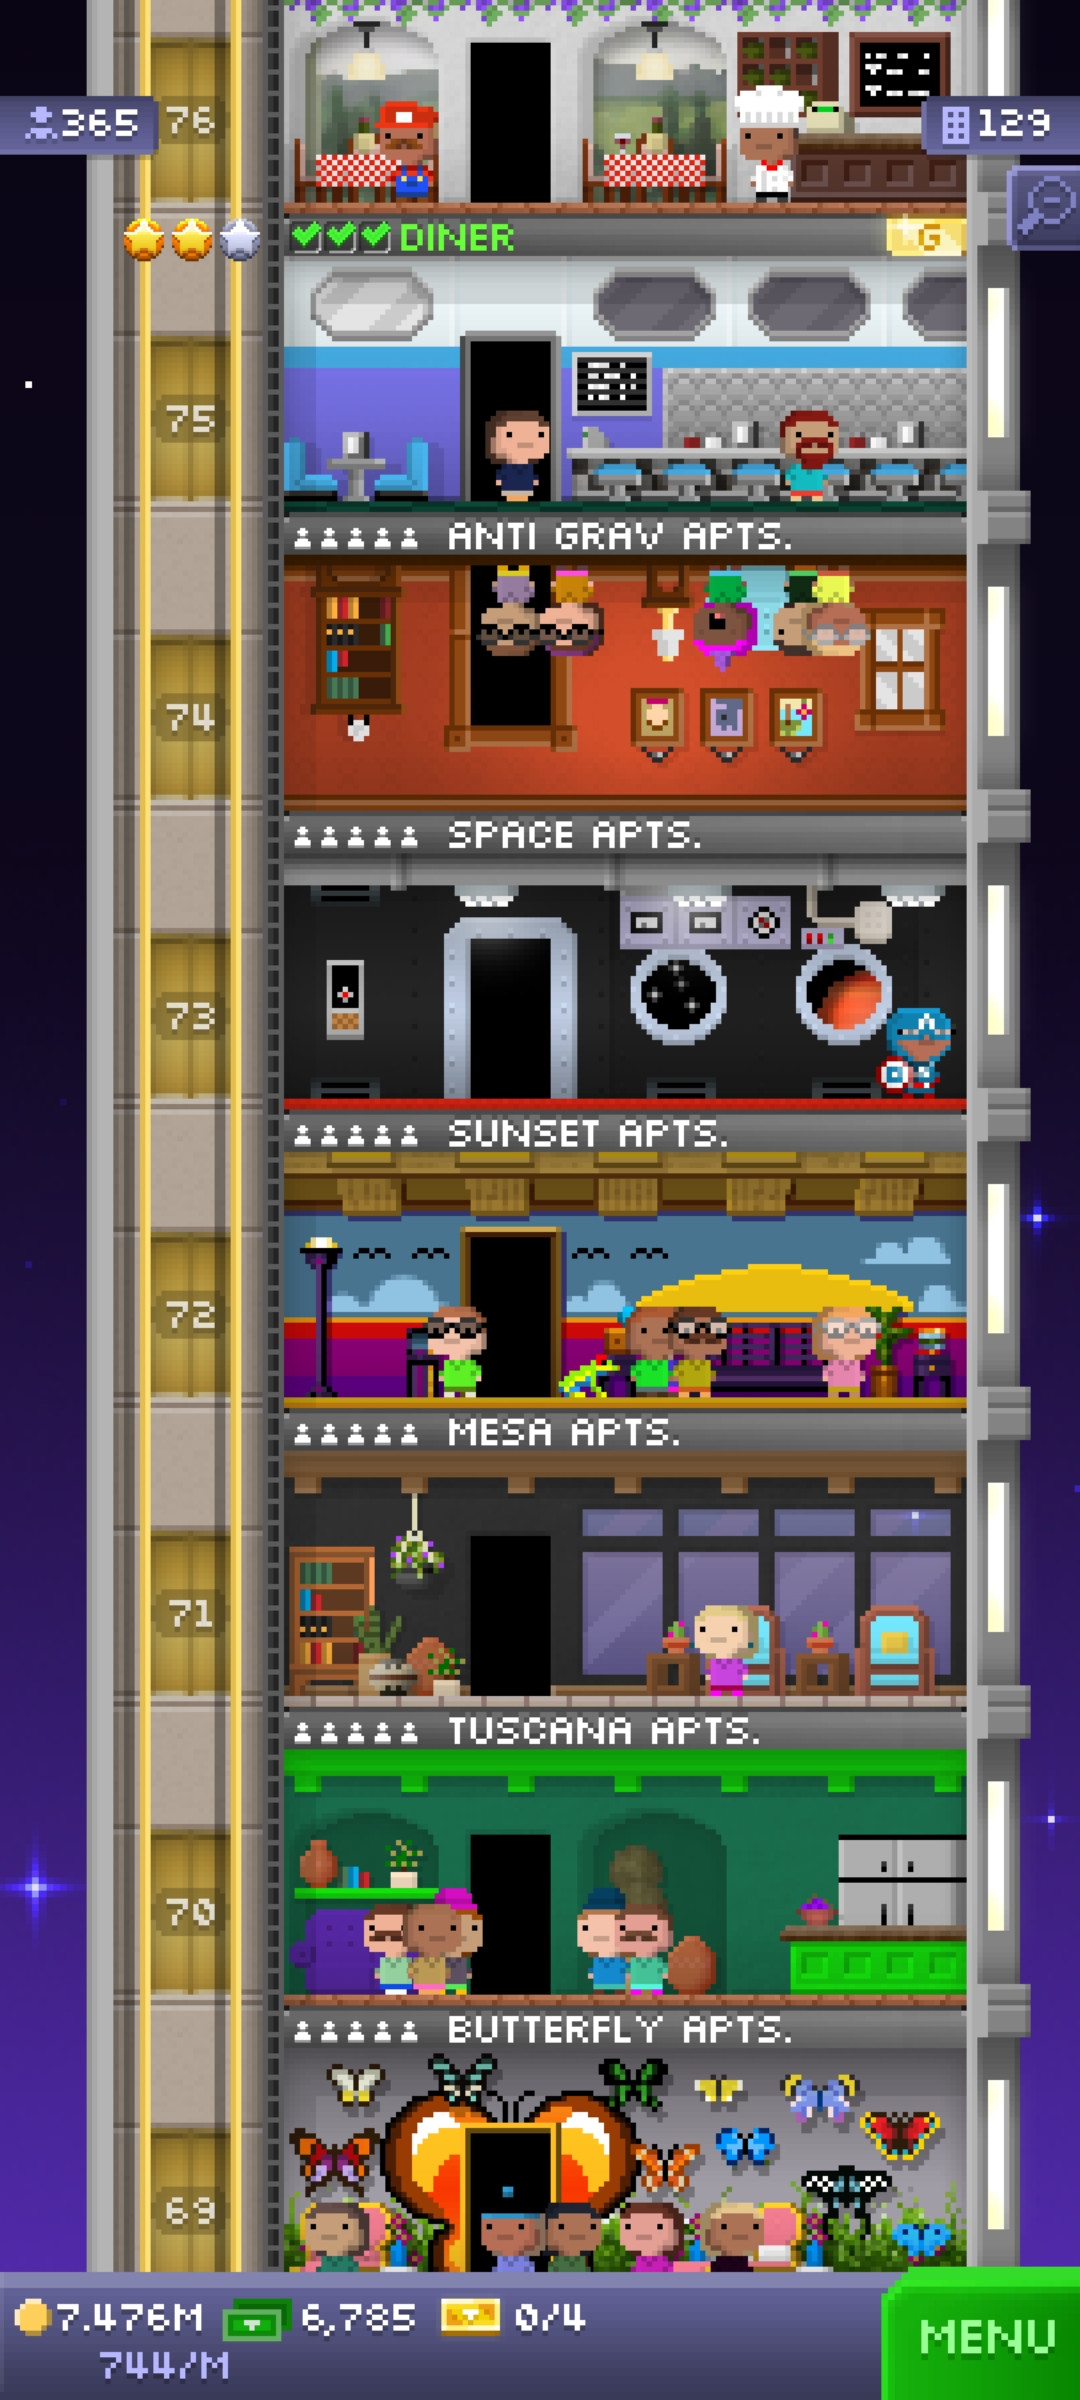 76
365
129
DINER
G
75
ANTI GRAV APTS.
74
SPACE APTS.
73
SUNSET APTS.
72
MESA APTS.
71
TUSCANA APTS.
70
BUTTERFLY APTS.
69
7.476M 6,785 0/4
744/M
MENU